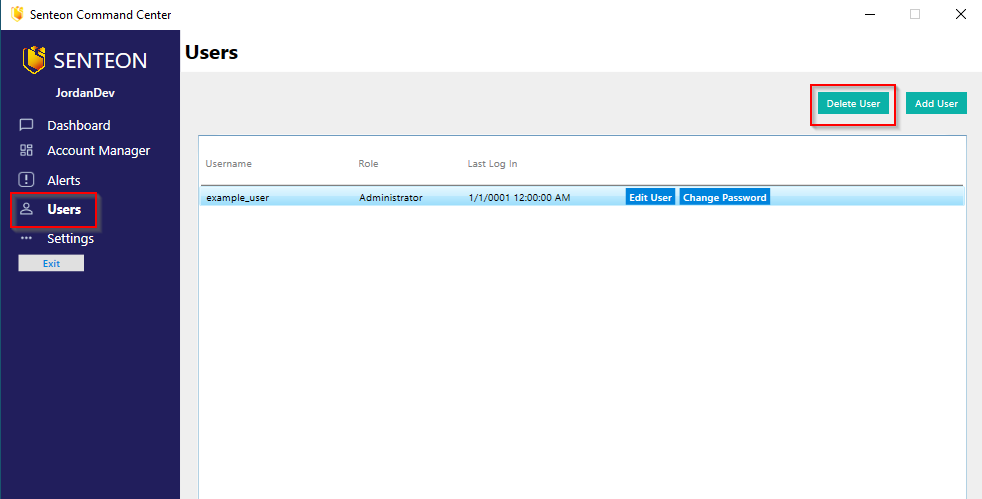 Senteon Command Center
SENTEON
JordanDev
Dashboard
Account Manager
Alerts
Users
Settings
Exit
Users
Delete User Add User
Username Role Last Log In
example_user Administrator 1/1/0001 12:00:00 AM Edit User Change Password